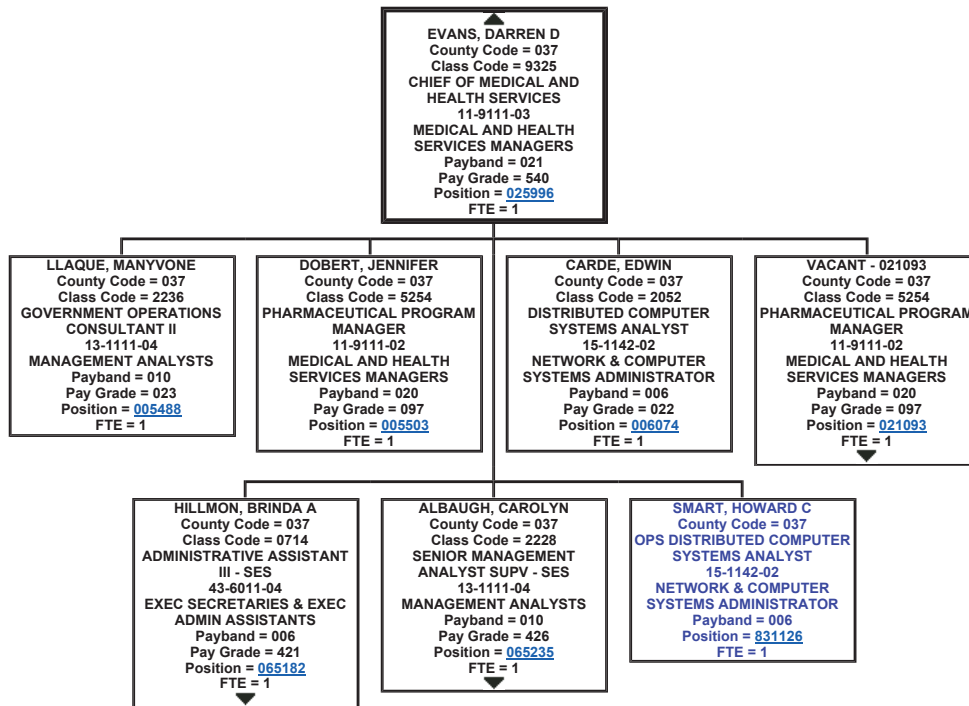 EVANS, DARREN D
County Code = 037
Class Code = 9325
CHIEF OF MEDICAL AND
HEALTH SERVICES
11-9111-03
MEDICAL AND HEALTH
SERVICES MANAGERS
Payband = 021
Pay Grade = 540
Position = 025996
FTE = 1
LLAQUE, MANYVONE
County Code = 037
Class Code = 2236
GOVERNMENT OPERATIONS
CONSULTANT II
13-1111-04
MANAGEMENT ANALYSTS
Payband = 010
Pay Grade = 023
Position = 005488
FTE = 1
DOBERT, JENNIFER
County Code = 037
Class Code = 5254
PHARMACEUTICAL PROGRAM
MANAGER
11-9111-02
MEDICAL AND HEALTH
SERVICES MANAGERS
Payband = 020
Pay Grade = 097
Position = 005503
FTE = 1
CARDE, EDWIN
County Code = 037
Class Code = 2052
DISTRIBUTED COMPUTER
SYSTEMS ANALYST
15-1142-02
NETWORK & COMPUTER
SYSTEMS ADMINISTRATOR
Payband = 006
Pay Grade = 022
Position = 006074
FTE = 1
VACANT - 021093
County Code = 037
Class Code = 5254
PHARMACEUTICAL PROGRAM
MANAGER
11-9111-02
MEDICAL AND HEALTH
SERVICES MANAGERS
Payband = 020
Pay Grade = 097
Position = 021093
FTE = 1
HILLMON, BRINDA A
County Code = 037
Class Code = 0714
ADMINISTRATIVE ASSISTANT
III - SES
43-6011-04
EXEC SECRETARIES & EXEC
ADMIN ASSISTANTS
Payband = 006
Pay Grade = 421
Position = 065182
FTE = 1
ALBAUGH, CAROLYN
County Code = 037
Class Code = 2228
SENIOR MANAGEMENT
ANALYST SUPV - SES
13-1111-04
MANAGEMENT ANALYSTS
Payband = 010
Pay Grade = 426
Position = 065235
FTE = 1
SMART, HOWARD C
County Code = 037
OPS DISTRIBUTED COMPUTER
SYSTEMS ANALYST
15-1142-02
NETWORK & COMPUTER
SYSTEMS ADMINISTRATOR
Payband = 006
Position = 831126
FTE = 1